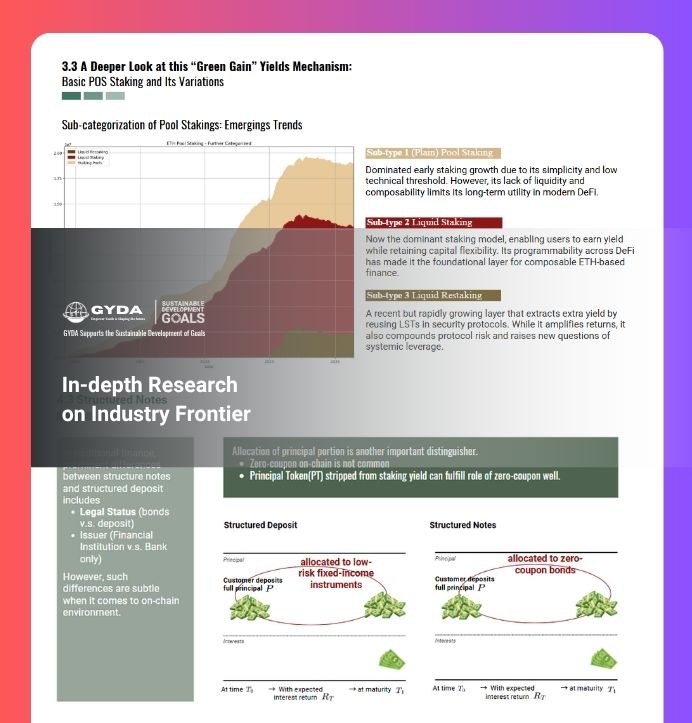 3.3 A Deeper Look at this “Green Gain” Yields Mechanism:
Basic POS Staking and Its Variations
Sub-categorization of Pool Stakings: Emergings Trends
ETH Pool Staking - Further Categorized
Liquid Restaking
Liquid Staking
Staking Pools
2.00
1.75
1.50
Sub-type 1 (Plain) Pool Staking
Dominated early staking growth due to its simplicity and low
technical threshold. However, its lack of liquidity and
composability limits its long-term utility in modern DeFi.
Sub-type 2 Liquid Staking
Now the dominant staking model, enabling users to earn yield
while retaining capital flexibility. Its programmability across DeFi
has made it the foundational layer for composable ETH-based
finance.
Sub-type 3 Liquid Restaking
A recent but rapidly growing layer that extracts extra yield by
reusing LSTs in security protocols. While it amplifies returns, it
also compounds protocol risk and raises new questions of
systemic leverage.
GYDA
SUSTAINABLE
DEVELOPMENT
GOALS
GYDA Supports the Sustainable Development of Goals
Structured Notes
In-depth Research
on Industry Frontier
between structure notes
and structured deposit
includes
• Legal Status (bonds
v.s. deposit)
• Issuer (Financial
Institution v.s. Bank
only)
However, such
differences are subtle
when it comes to on-chain
environment.
Allocation of principal portion is another important distinguisher.
• Zero-coupon on-chain is not common
• Principal Token(PT) stripped from staking yield can fulfill role of zero-coupon well.
Structured Deposit
Principal
allocated to low-
risk fixed-income
instruments
Customer deposits
full principal P
Interests
At time T₀ → With expected → at maturity T₁
interest return R_T
Structured Notes
Principal
allocated to zero-
coupon bonds
Customer deposits
full principal P
Interests
At time T₀ → With expected → at maturity T₁
interest return R_T